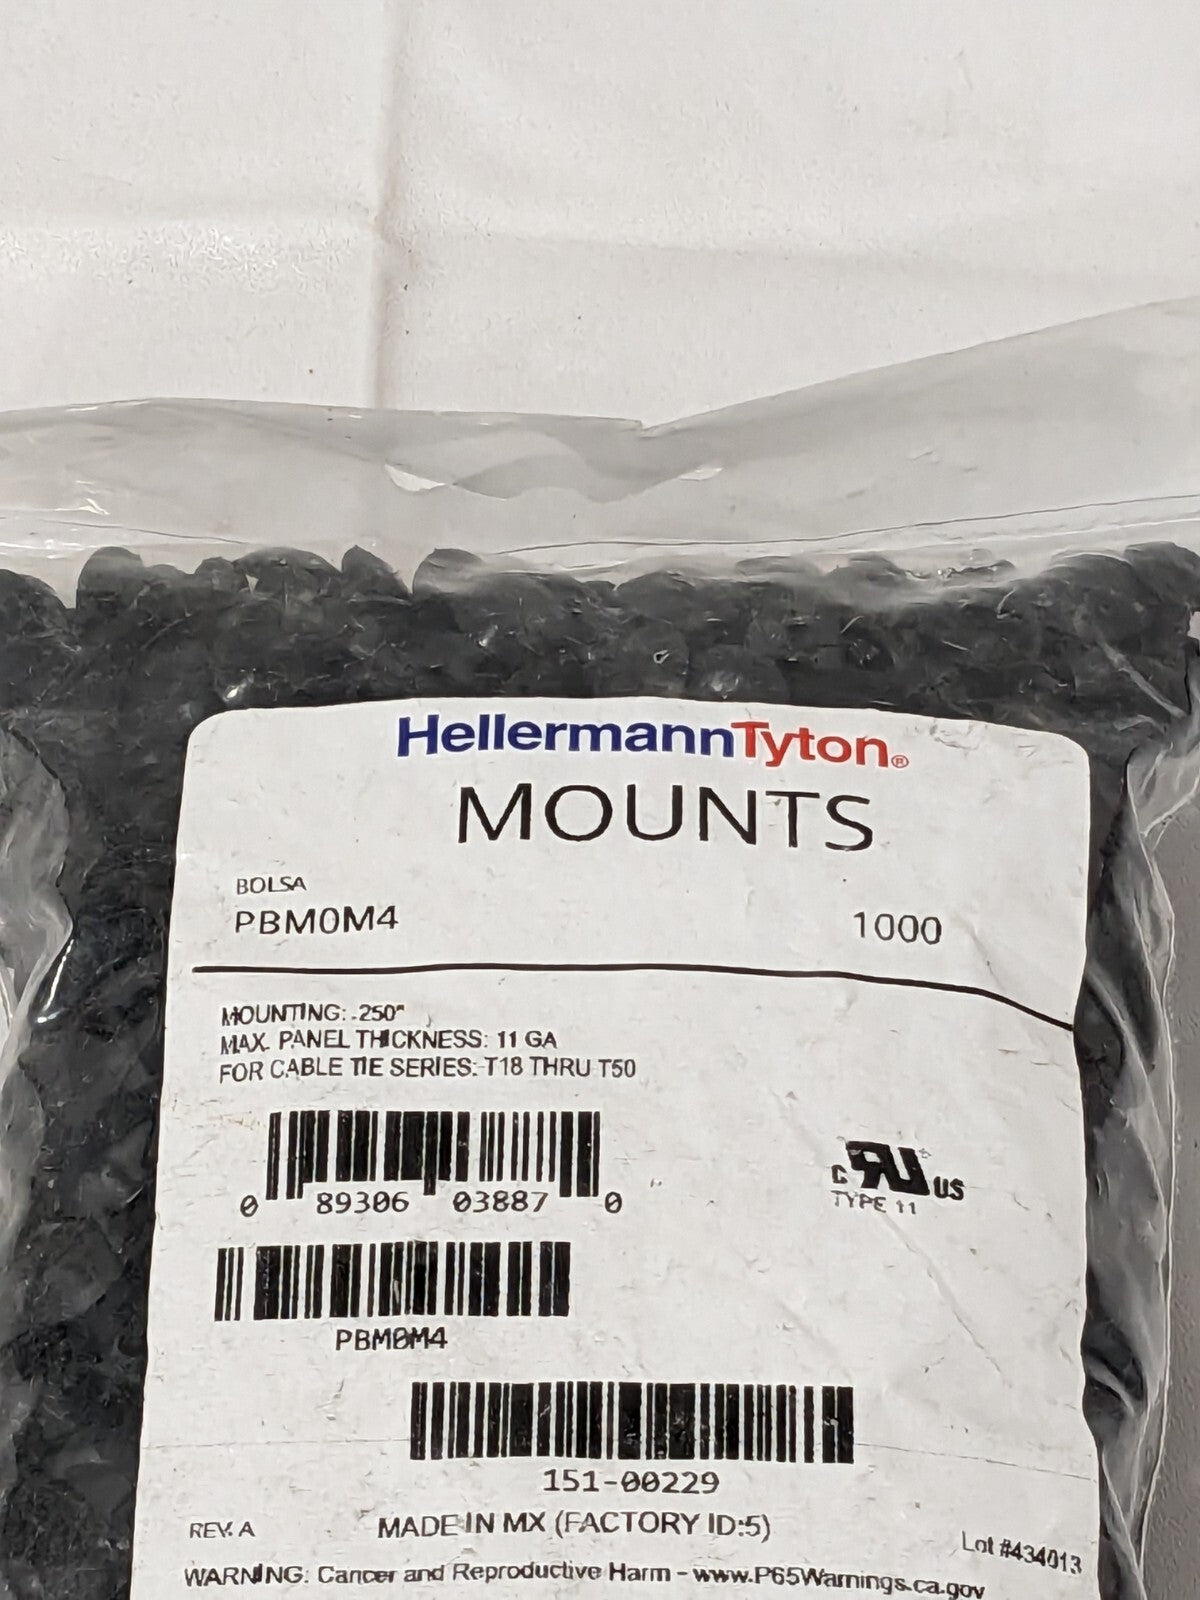 HellermannTyton®
MOUNTS
BOLSA
PBM0M4 1000
MOUNTING: .250"
MAX. PANEL THICKNESS: 11 GA
FOR CABLE TIE SERIES: T18 THRU T50
0 89306 03887 0
c RU us
TYPE 11
PBM0M4
151-00229
REV. A MADE IN MX (FACTORY ID:5) Lot #434013
WARNING: Cancer and Reproductive Harm - www.P65Warnings.ca.gov